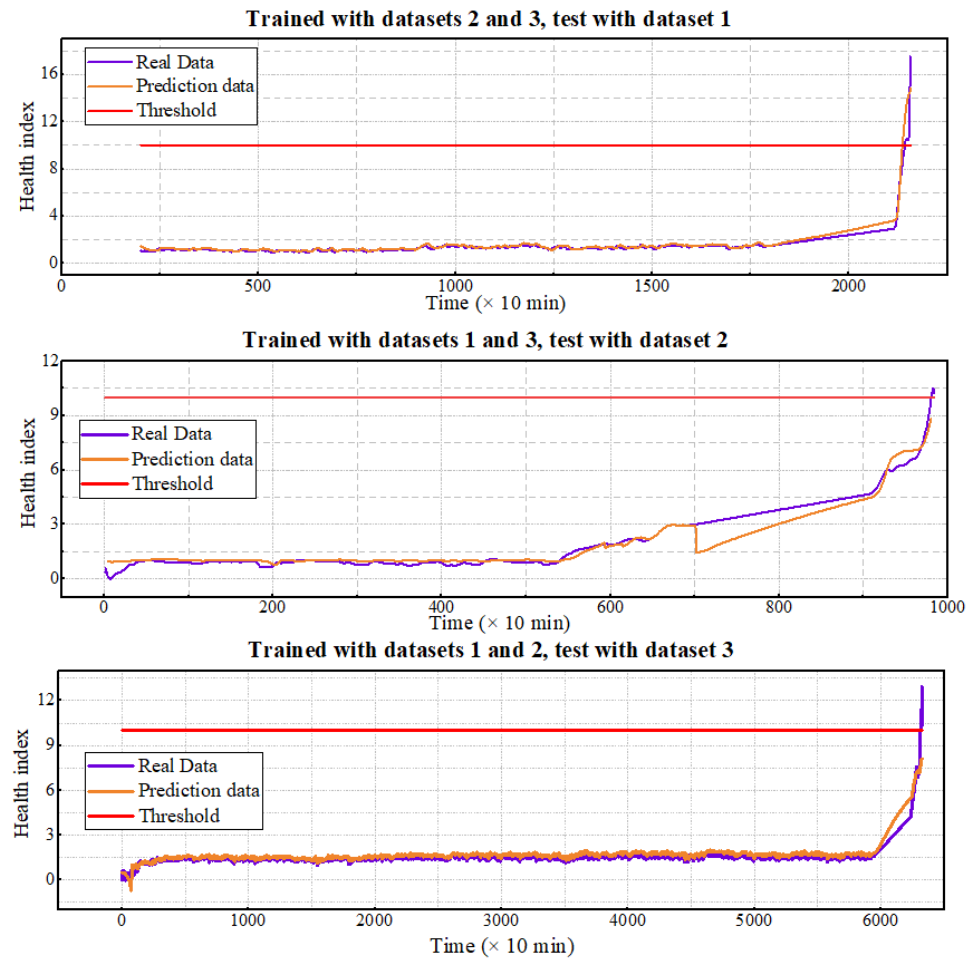 Trained with datasets 2 and 3, test with dataset 1
Health index
16
12
8
4
0
Real Data
Prediction data
Threshold
0 500 1000 1500 2000
Time (× 10 min)
Trained with datasets 1 and 3, test with dataset 2
Health index
12
9
6
3
0
Real Data
Prediction data
Threshold
0 200 400 600 800 1000
Time (× 10 min)
Trained with datasets 1 and 2, test with dataset 3
Health index
12
9
6
3
0
Real Data
Prediction data
Threshold
0 1000 2000 3000 4000 5000 6000
Time (× 10 min)